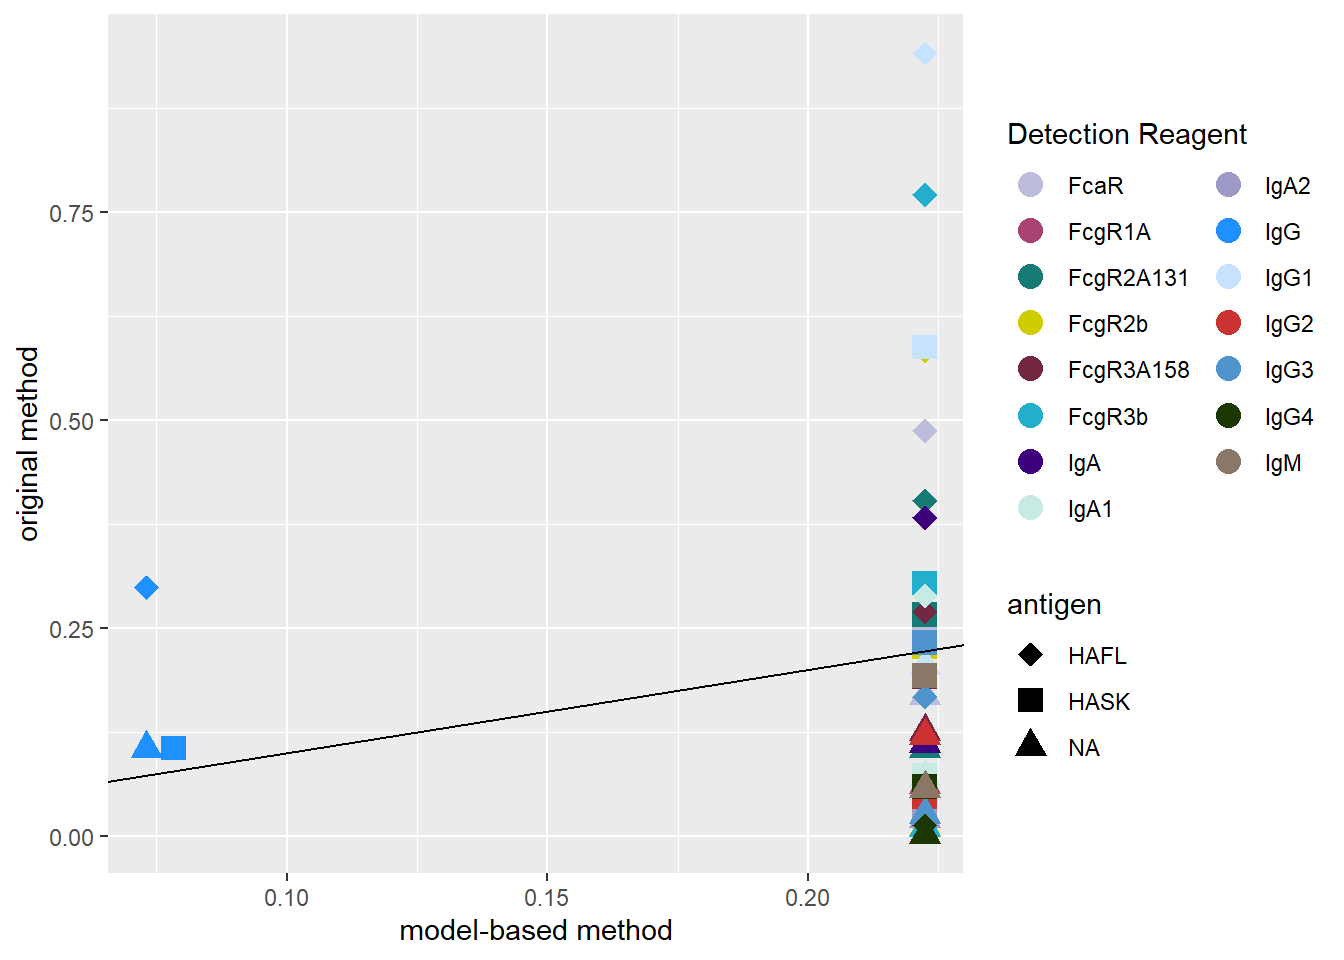 original method
0.75
0.50
0.25
0.00
0.10
0.15
0.20
model-based method
Detection Reagent
FcaR
FcgR1A
FcgR2A131
FcgR2b
FcgR3A158
FcgR3b
IgA
IgA1
IgA2
IgG
IgG1
IgG2
IgG3
IgG4
IgM
antigen
HAFL
HASK
NA